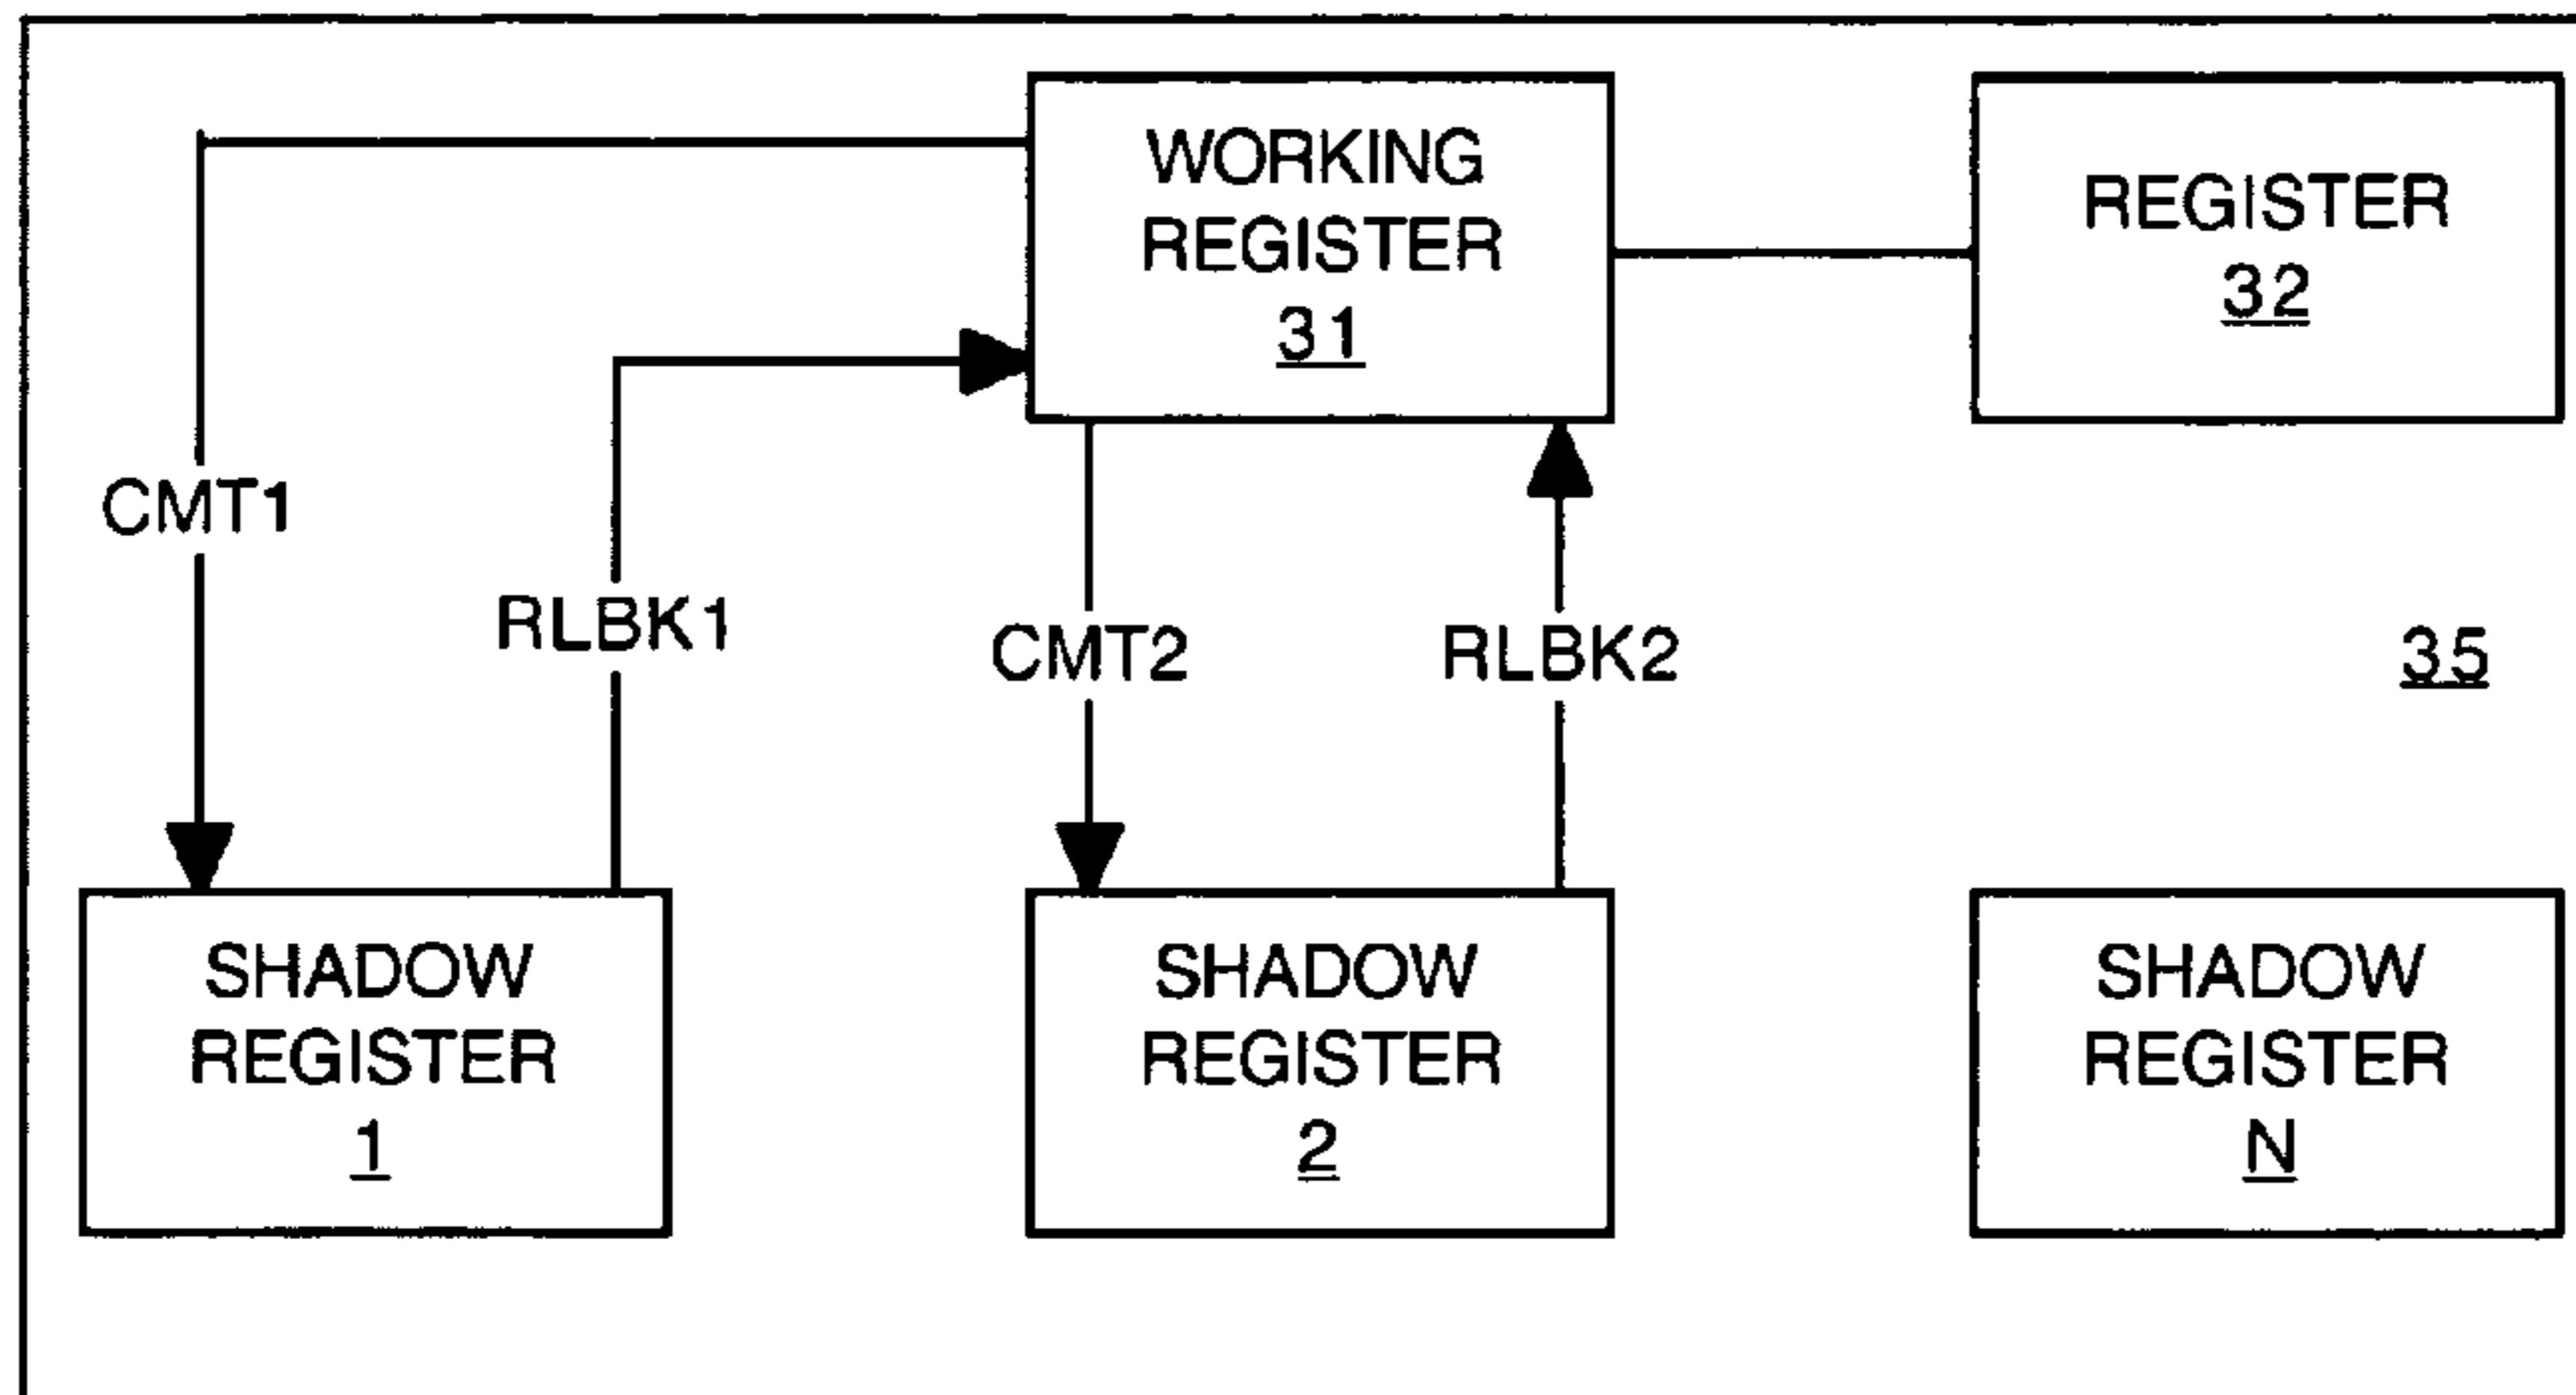 WORKING
REGISTER
31
REGISTER
32
CMT1
RLBK1
CMT2
RLBK2
35
SHADOW
REGISTER
1
SHADOW
REGISTER
2
SHADOW
REGISTER
N